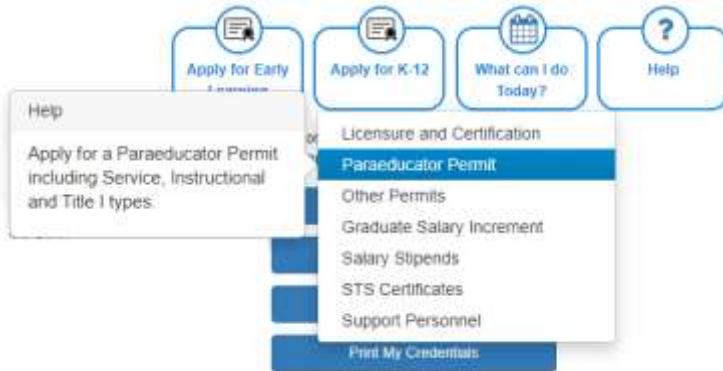 Apply for Early
Learning
Apply for K-12
What can I do
Today?
?
Help
Help
Apply for a Paraeducator Permit
including Service, Instructional
and Title I types.
Licensure and Certification
Paraeducator Permit
Other Permits
Graduate Salary Increment
Salary Stipends
STS Certificates
Support Personnel
Print My Credentials